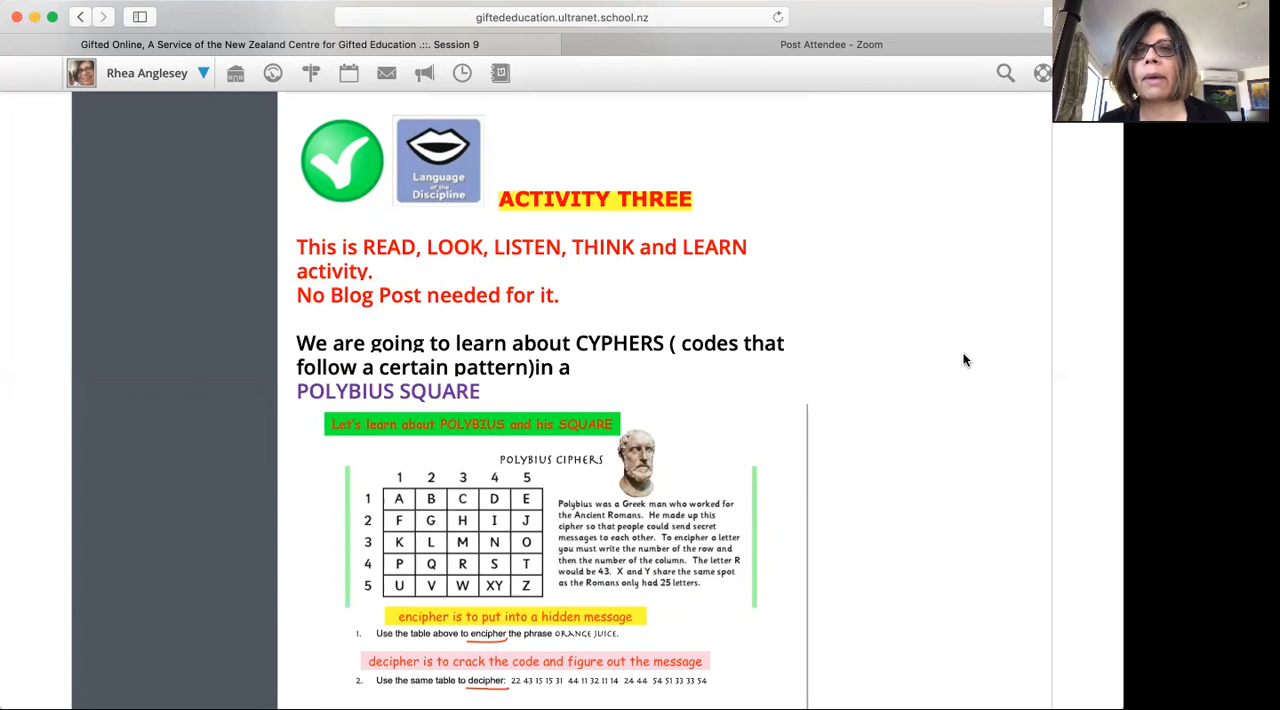 giftededucation.ultranet.school.nz
Gifted Online, A Service of the New Zealand Centre for Gifted Education .::. Session 9
Post Attendee - Zoom
Rhea Anglesey
Language
of the
Discipline
ACTIVITY THREE
This is READ, LOOK, LISTEN, THINK and LEARN
activity.
No Blog Post needed for it.
We are going to learn about CYPHERS ( codes that
follow a certain pattern)in a
POLYBIUS SQUARE
Let's learn about POLYBIUS and his SQUARE
POLYBIUS CIPHERS
1 2 3 4 5
1 A B C D E
2 F G H I J
3 K L M N O
4 P Q R S T
5 U V W XY Z
Polybius was a Greek man who worked for
the Ancient Romans. He made up this
cipher so that people could send secret
messages to each other. To encipher a letter
you must write the number of the row and
then the number of the column. The letter R
would be 43. X and Y share the same spot
as the Romans only had 25 letters.
encipher is to put into a hidden message
1. Use the table above to encipher the phrase ORANGE JUICE.
decipher is to crack the code and figure out the message
2. Use the same table to decipher: 22 43 15 15 31 44 11 32 11 14 24 44 54 51 33 33 54